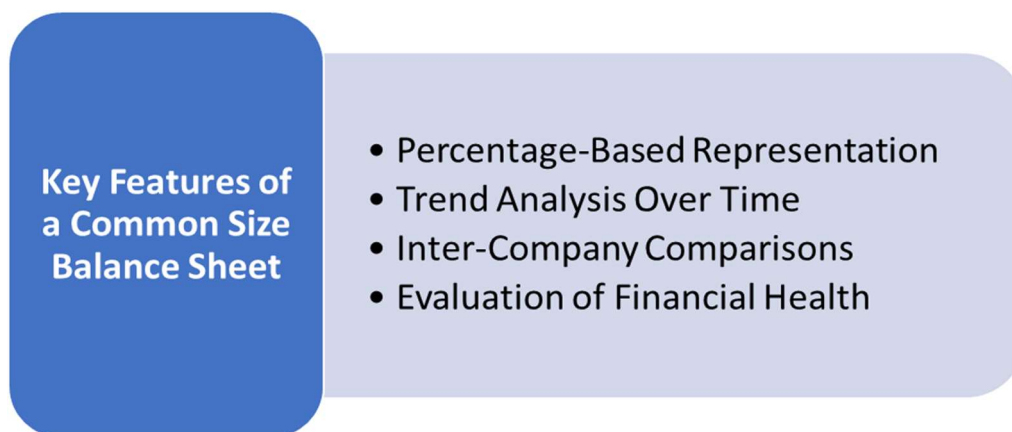 Key Features of
a Common Size
Balance Sheet
• Percentage-Based Representation
• Trend Analysis Over Time
• Inter-Company Comparisons
• Evaluation of Financial Health